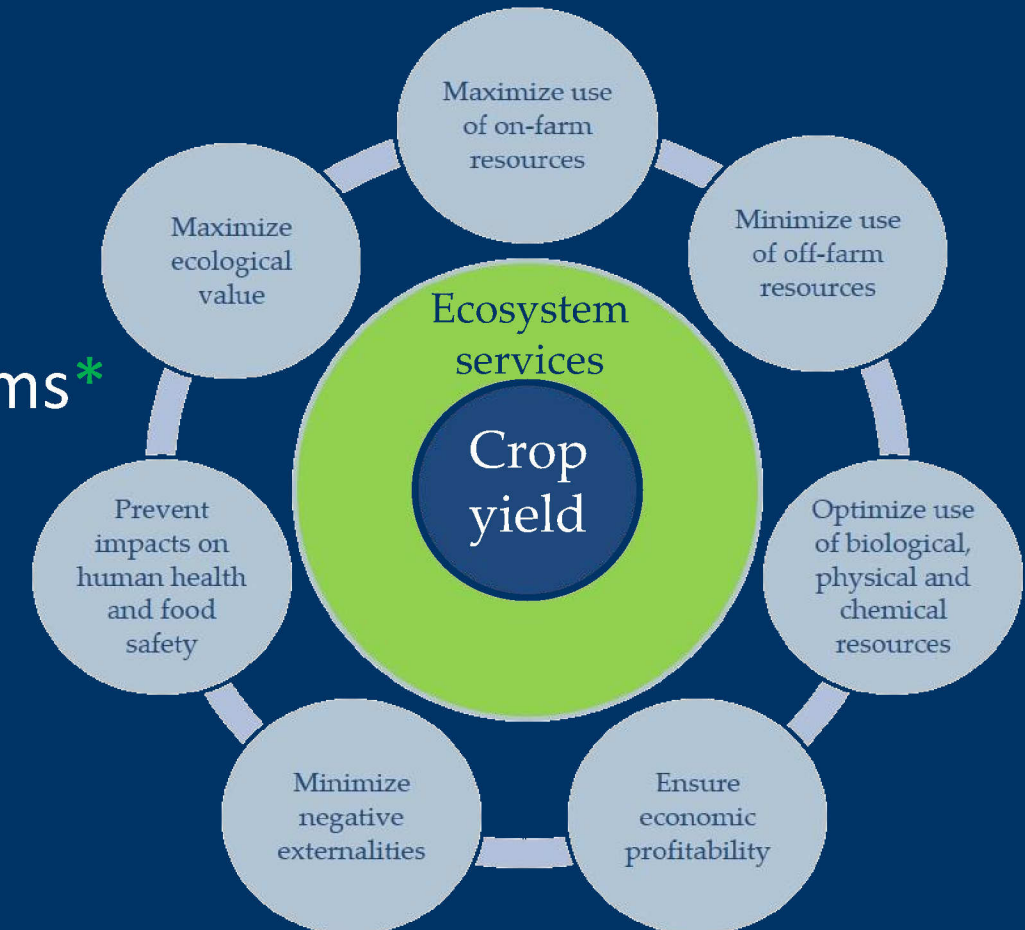 Maximize use
of on-farm
resources
Minimize use
of off-farm
resources
Optimize use
of biological,
physical and
chemical
resources
Ensure
economic
profitability
Minimize
negative
externalities
Prevent
impacts on
human health
and food
safety
Maximize
ecological
value
Ecosystem
services
Crop
yield
ms*